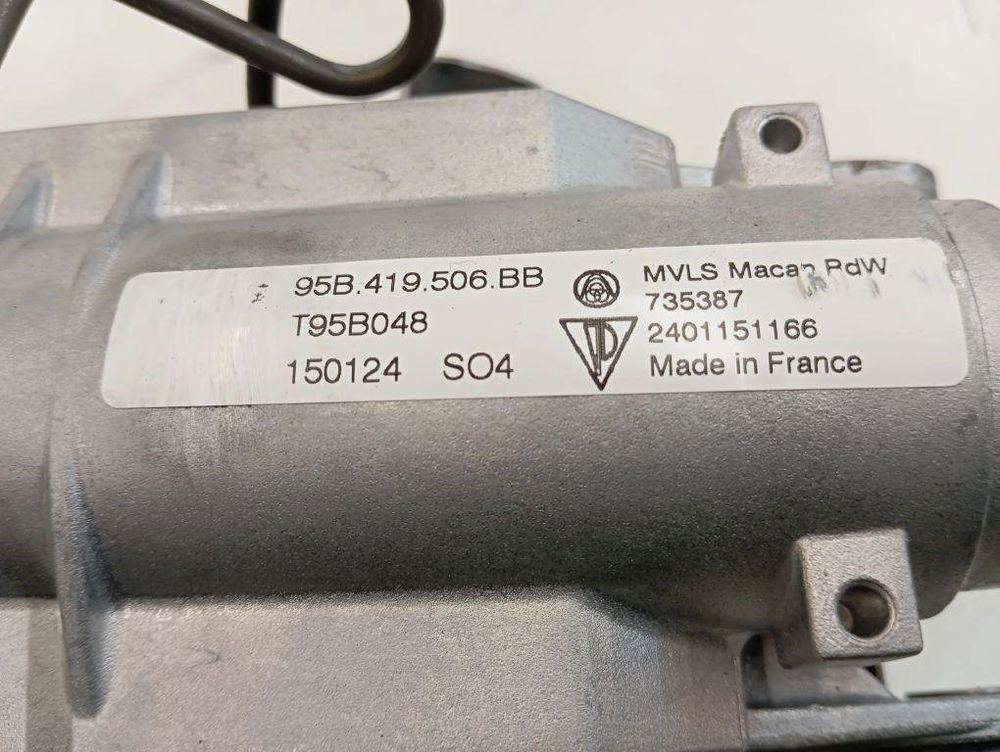 95B.419.506.BB
T95B048
150124 SO4
MVLS Macan RdW
735387
2401151166
Made in France